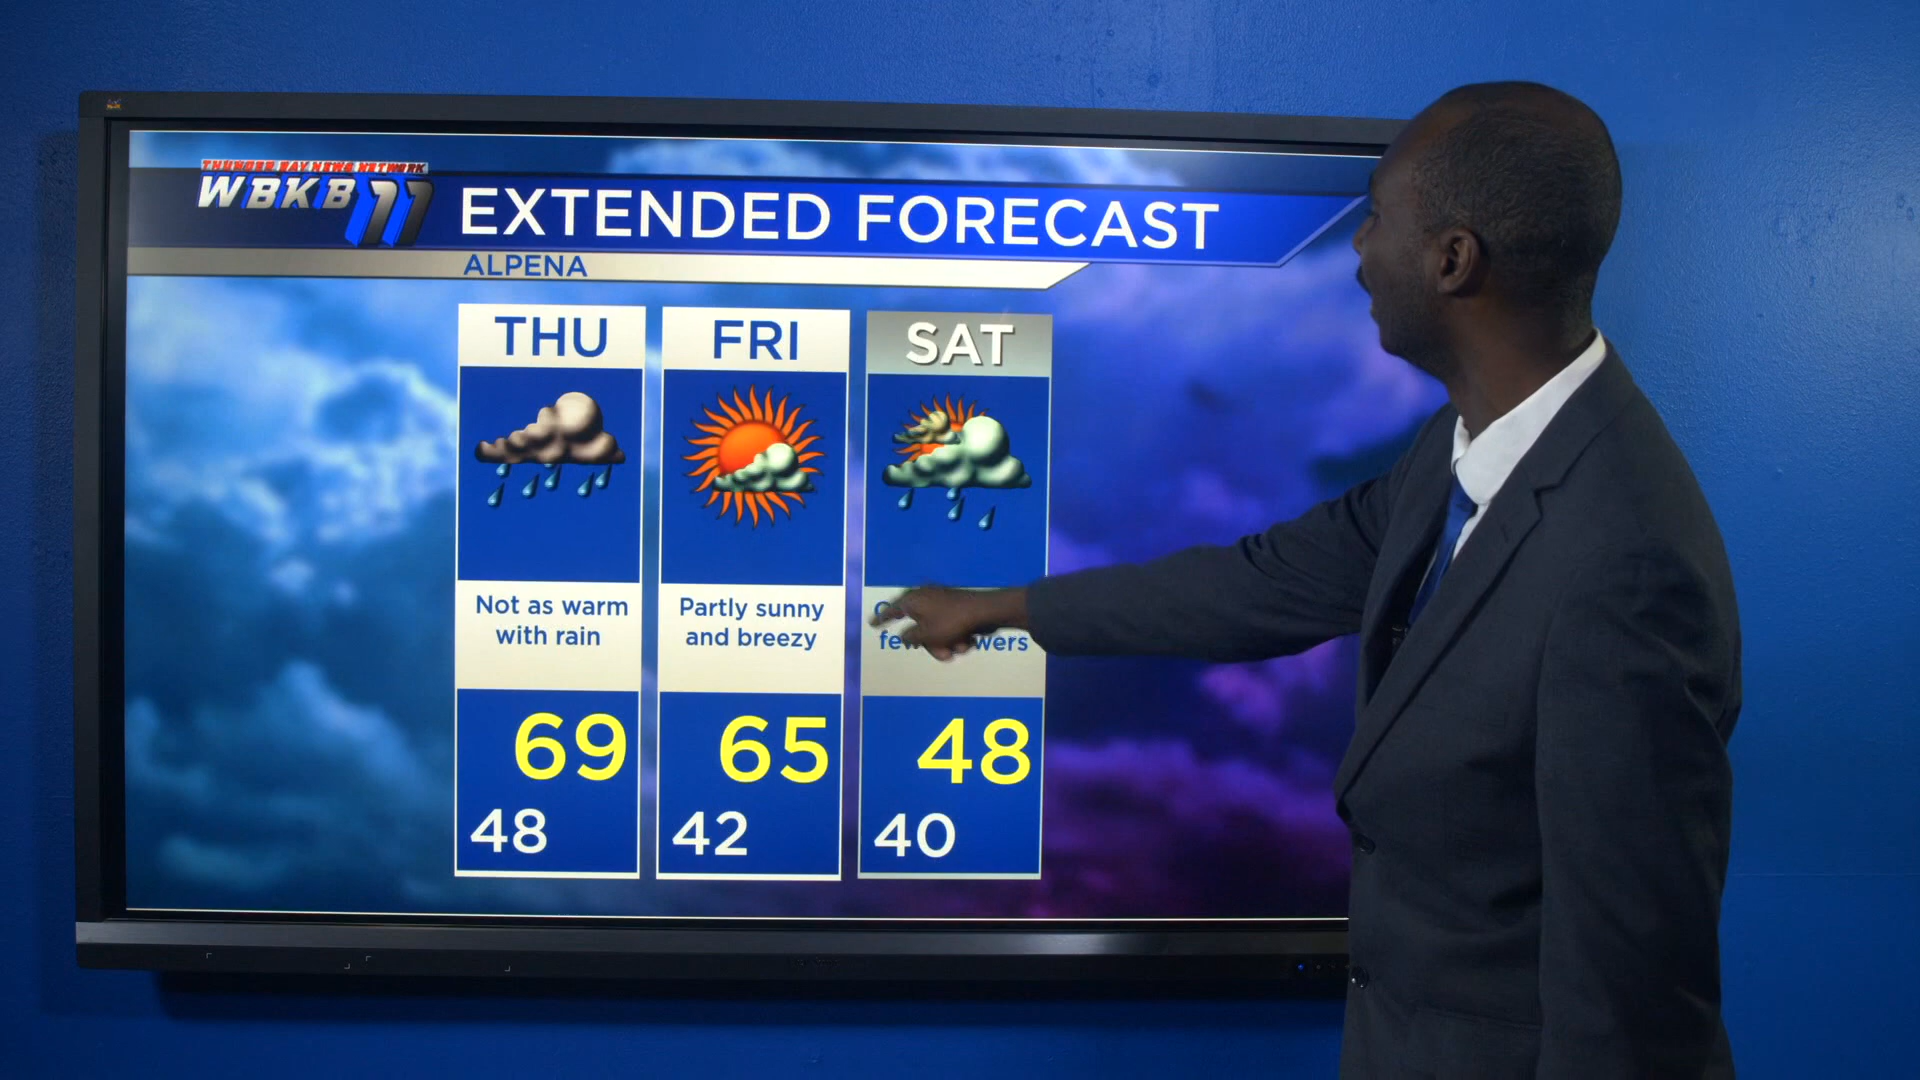 THUNDER BAY NEWS NETWORK
WBKB 11
EXTENDED FORECAST
ALPENA
THU
FRI
SAT
Not as warm
with rain
Partly sunny
and breezy
few
69
65
48
48
42
40